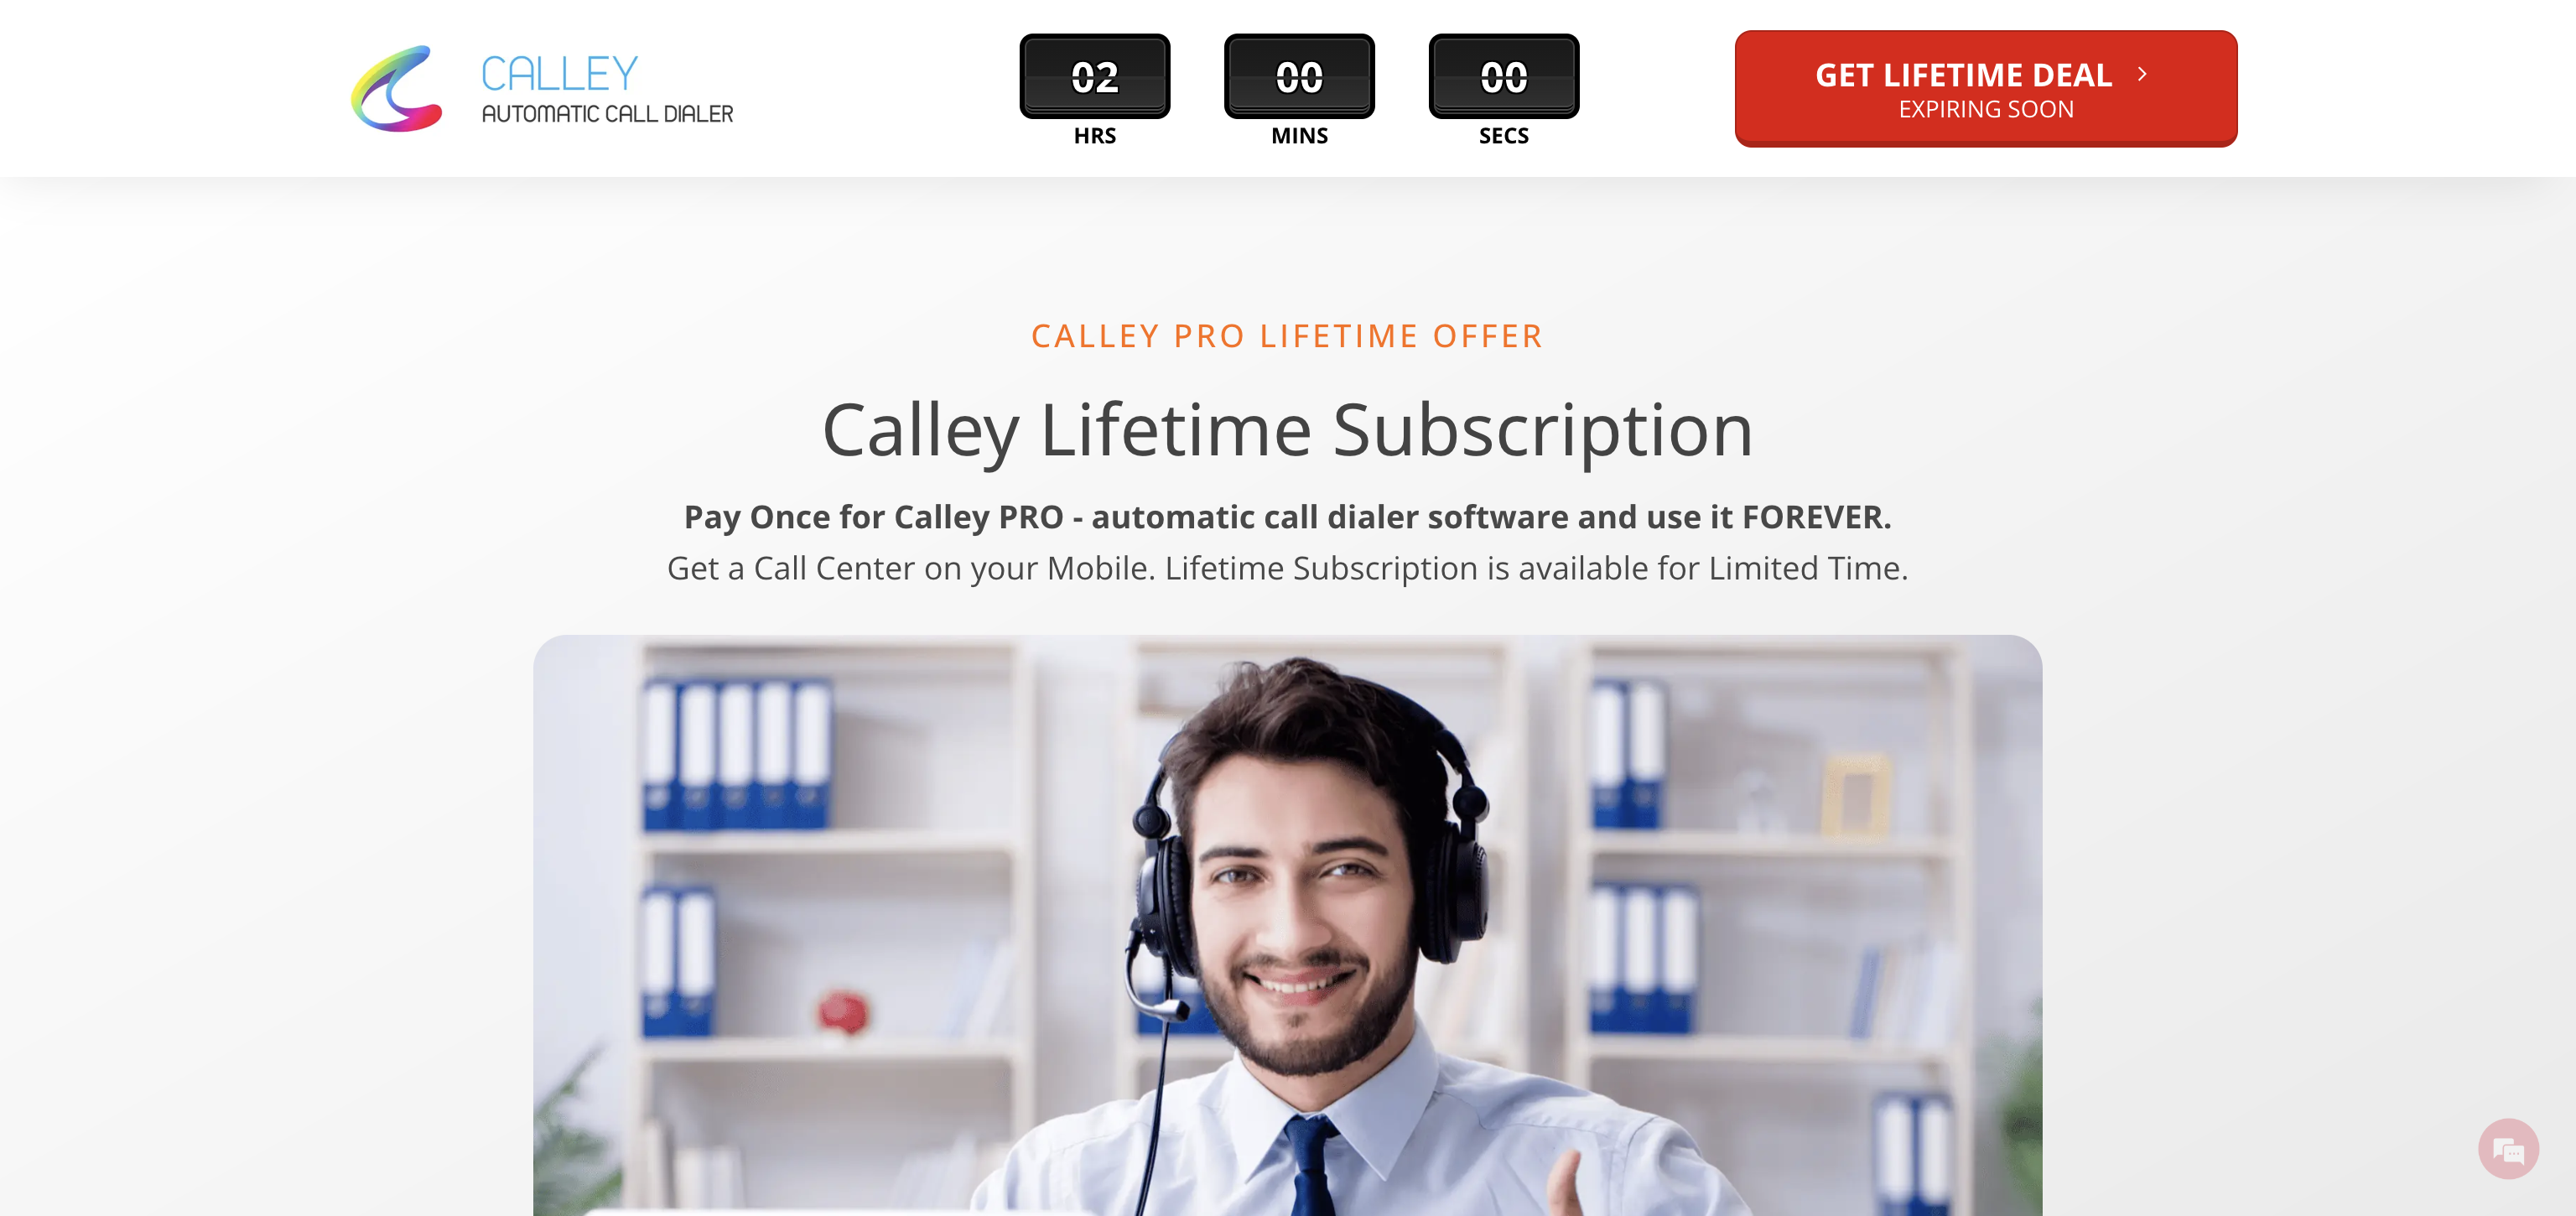 CALLEY
AUTOMATIC CALL DIALER
02 00 00
HRS MINS SECS
GET LIFETIME DEAL
EXPIRING SOON
CALLEY PRO LIFETIME OFFER
Calley Lifetime Subscription
Pay Once for Calley PRO - automatic call dialer software and use it FOREVER.
Get a Call Center on your Mobile. Lifetime Subscription is available for Limited Time.